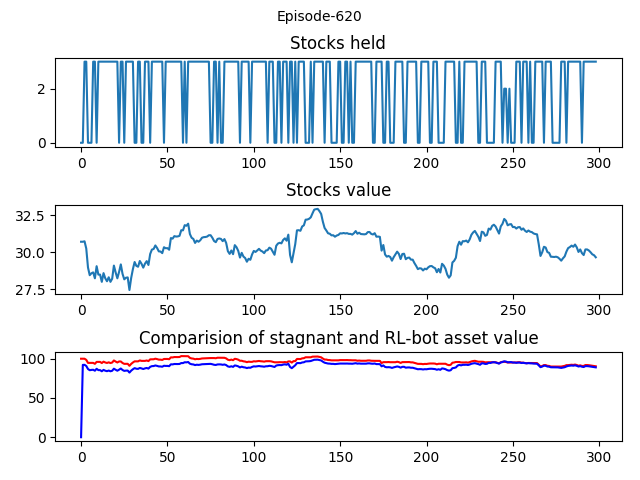 Episode-620
Stocks held
2
0
0 50 100 150 200 250 300
Stocks value
32.5
30.0
27.5
0 50 100 150 200 250 300
Comparision of stagnant and RL-bot asset value
100
50
0
0 50 100 150 200 250 300